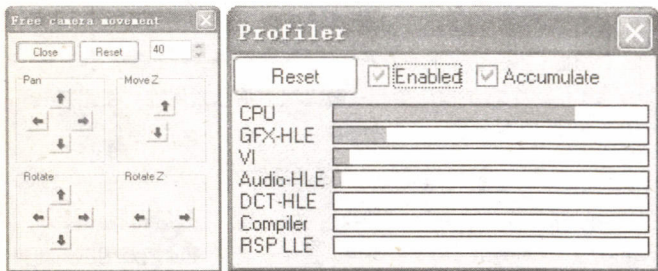 Free camera movement
Close Reset 40
Pan Move Z
Rotate Rotate Z
Profiler
Reset Enabled Accumulate
CPU
GFX-HLE
VI
Audio-HLE
DCT-HLE
Compiler
RSP LLE